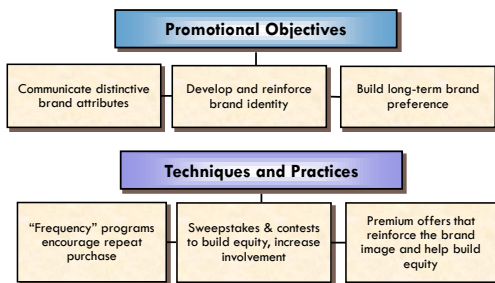 Promotional Objectives
Communicate distinctive
brand attributes
Develop and reinforce
brand identity
Build long-term brand
preference
Techniques and Practices
“Frequency” programs
encourage repeat
purchase
Sweepstakes & contests
to build equity, increase
involvement
Premium offers that
reinforce the brand
image and help build
equity